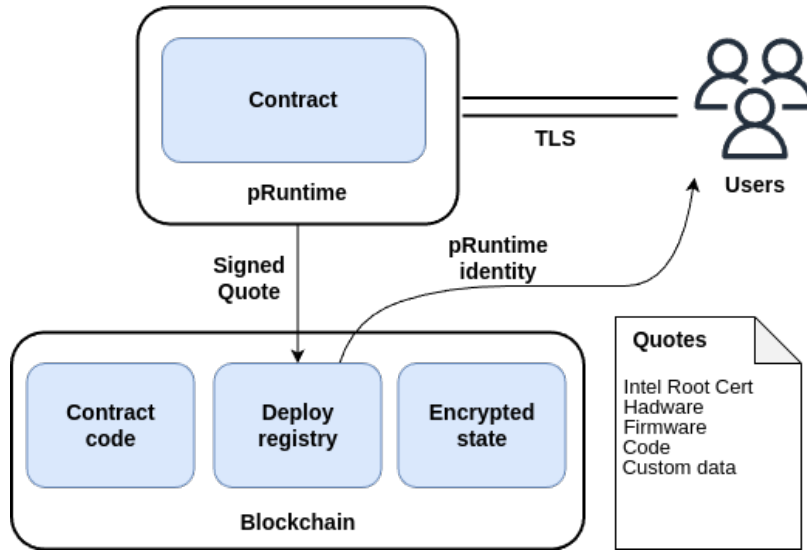 Contract
pRuntime
TLS
Users
Signed
Quote
pRuntime
identity
Contract
code
Deploy
registry
Encrypted
state
Blockchain
Quotes
Intel Root Cert
Hadware
Firmware
Code
Custom data